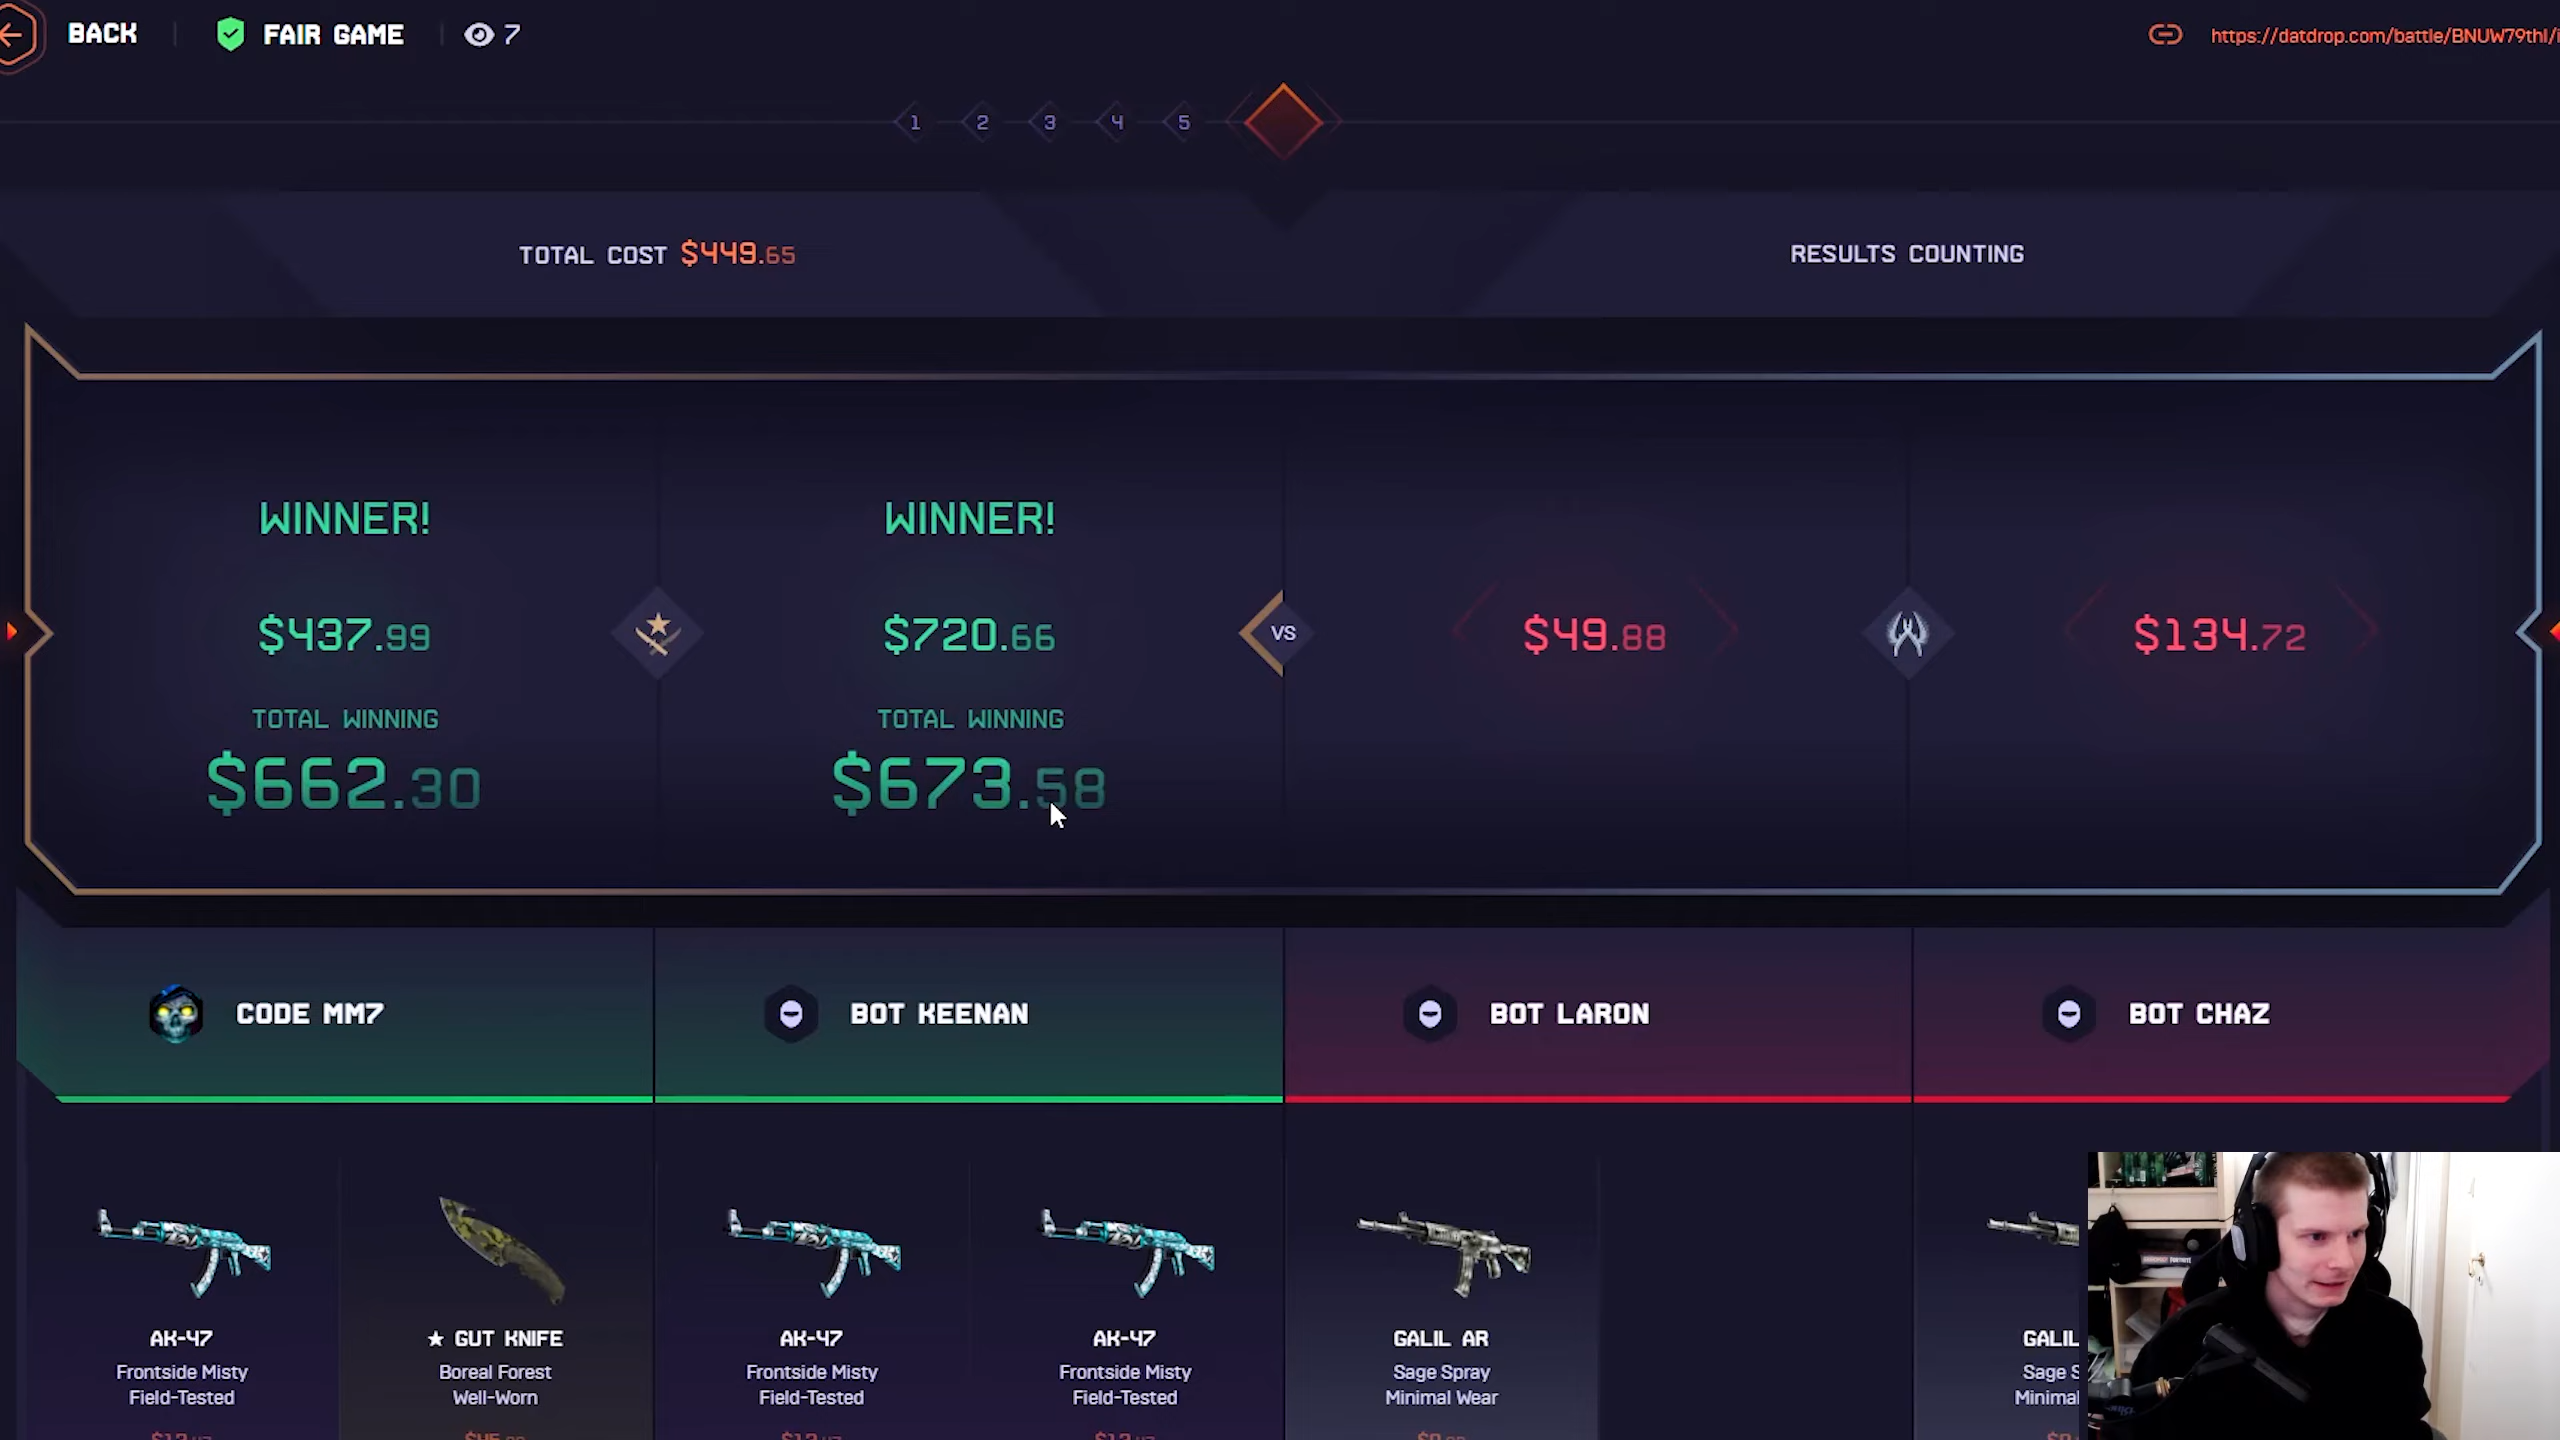 BACK
FAIR GAME
7
https://datdrop.com/battle/BNUW79thI/i
1 2 3 4 5
TOTAL COST $449.65
RESULTS COUNTING
WINNER!
WINNER!
$437.99
$720.66
VS
$49.88
$134.72
TOTAL WINNING
TOTAL WINNING
$662.30
$673.58
CODE MM7
BOT KEENAN
BOT LARON
BOT CHAZ
AK-47
★ GUT KNIFE
AK-47
AK-47
GALIL AR
GALIL
Frontside Misty
Boreal Forest
Frontside Misty
Frontside Misty
Sage Spray
Sage S
Field-Tested
Well-Worn
Field-Tested
Field-Tested
Minimal Wear
Minimal